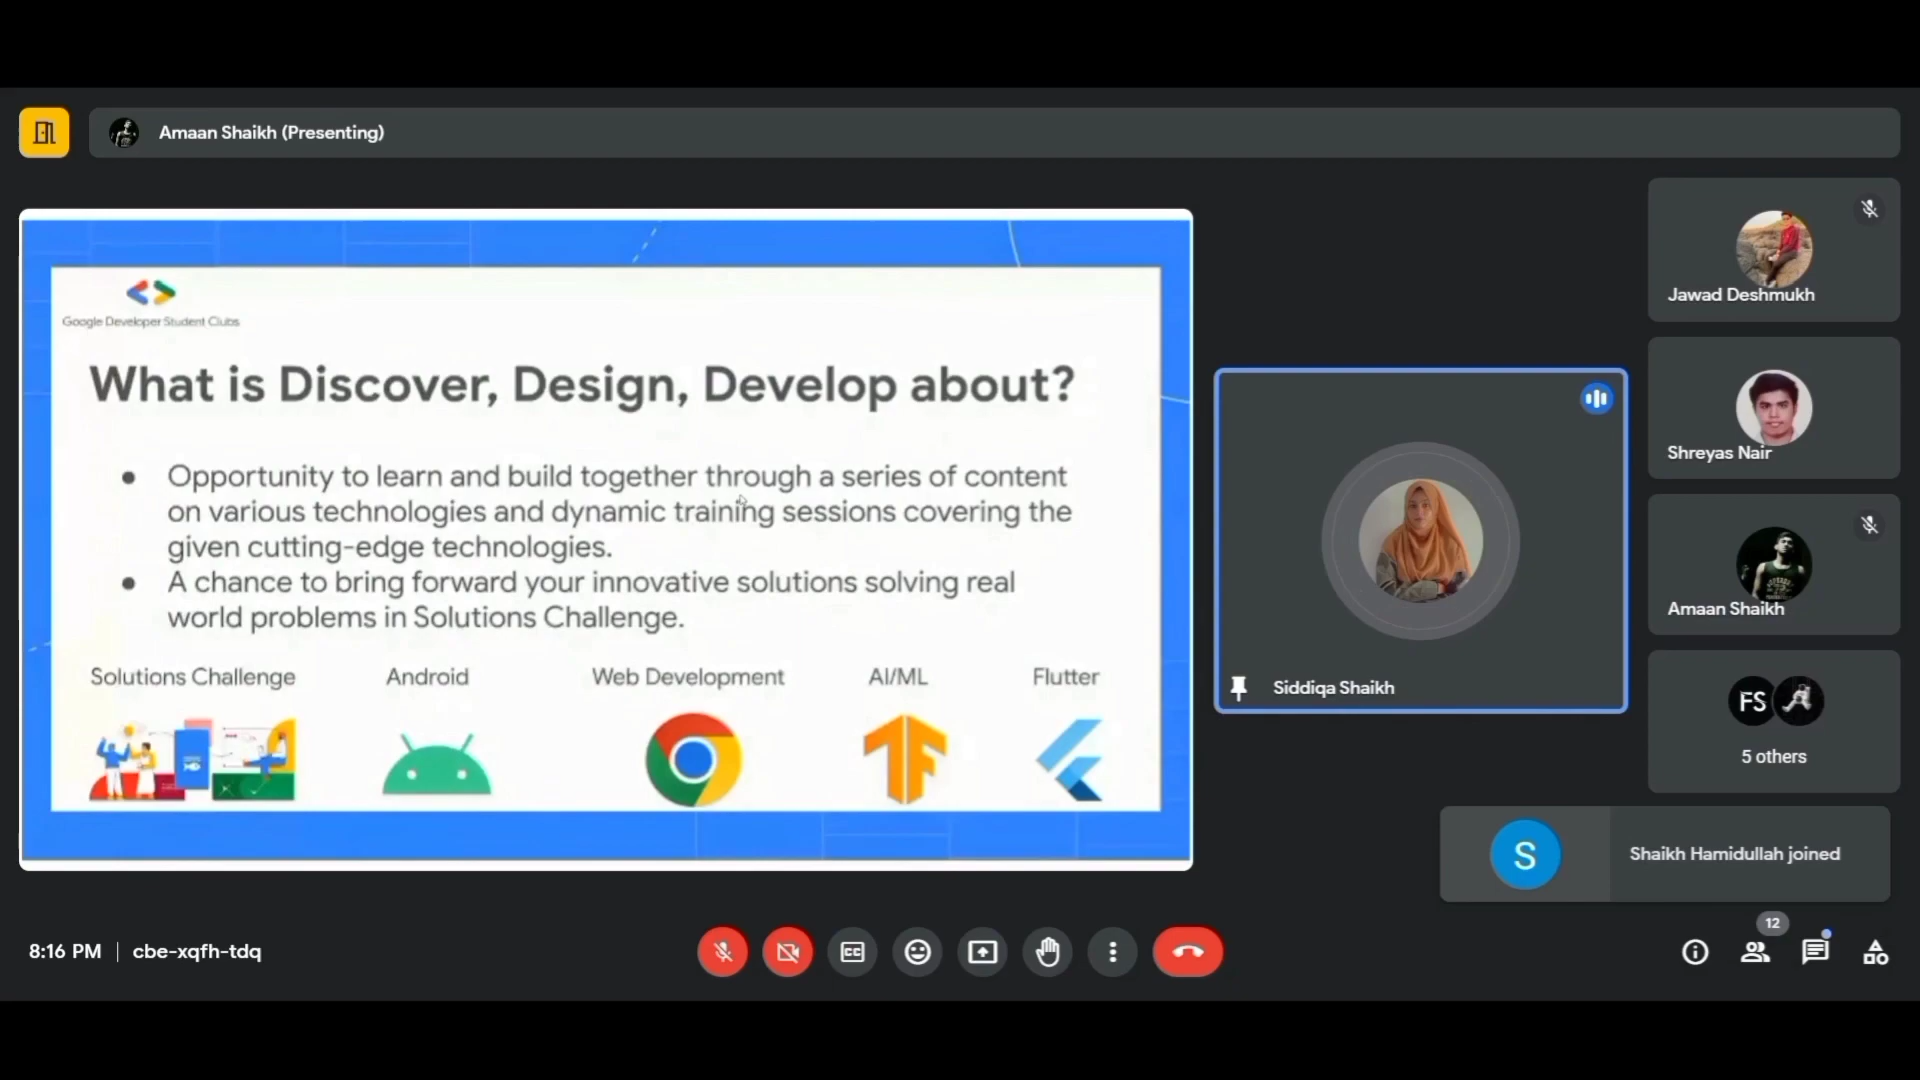 Amaan Shaikh (Presenting)
Google Developer Student Clubs
What is Discover, Design, Develop about?
● Opportunity to learn and build together through a series of content
on various technologies and dynamic training sessions covering the
given cutting-edge technologies.
● A chance to bring forward your innovative solutions solving real
world problems in Solutions Challenge.
Solutions Challenge
Android
Web Development
AI/ML
Flutter
Siddiqa Shaikh
Jawad Deshmukh
Shreyas Nair
Amaan Shaikh
FS
5 others
S
Shaikh Hamidullah joined
8:16 PM | cbe-xqfh-tdq
CC
12